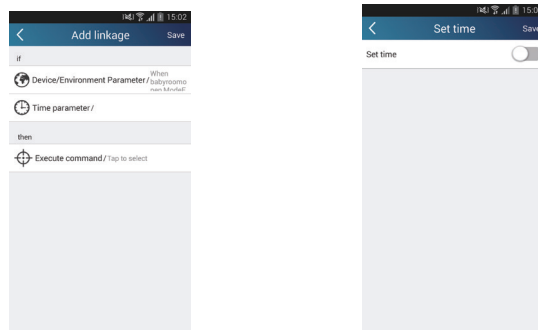 15:02
Add linkage
Save
if
Device/Environment Parameter/
When
babyroomo
Time parameter/
then
Execute command/Tap to select
15:0
Set time
Save
Set time